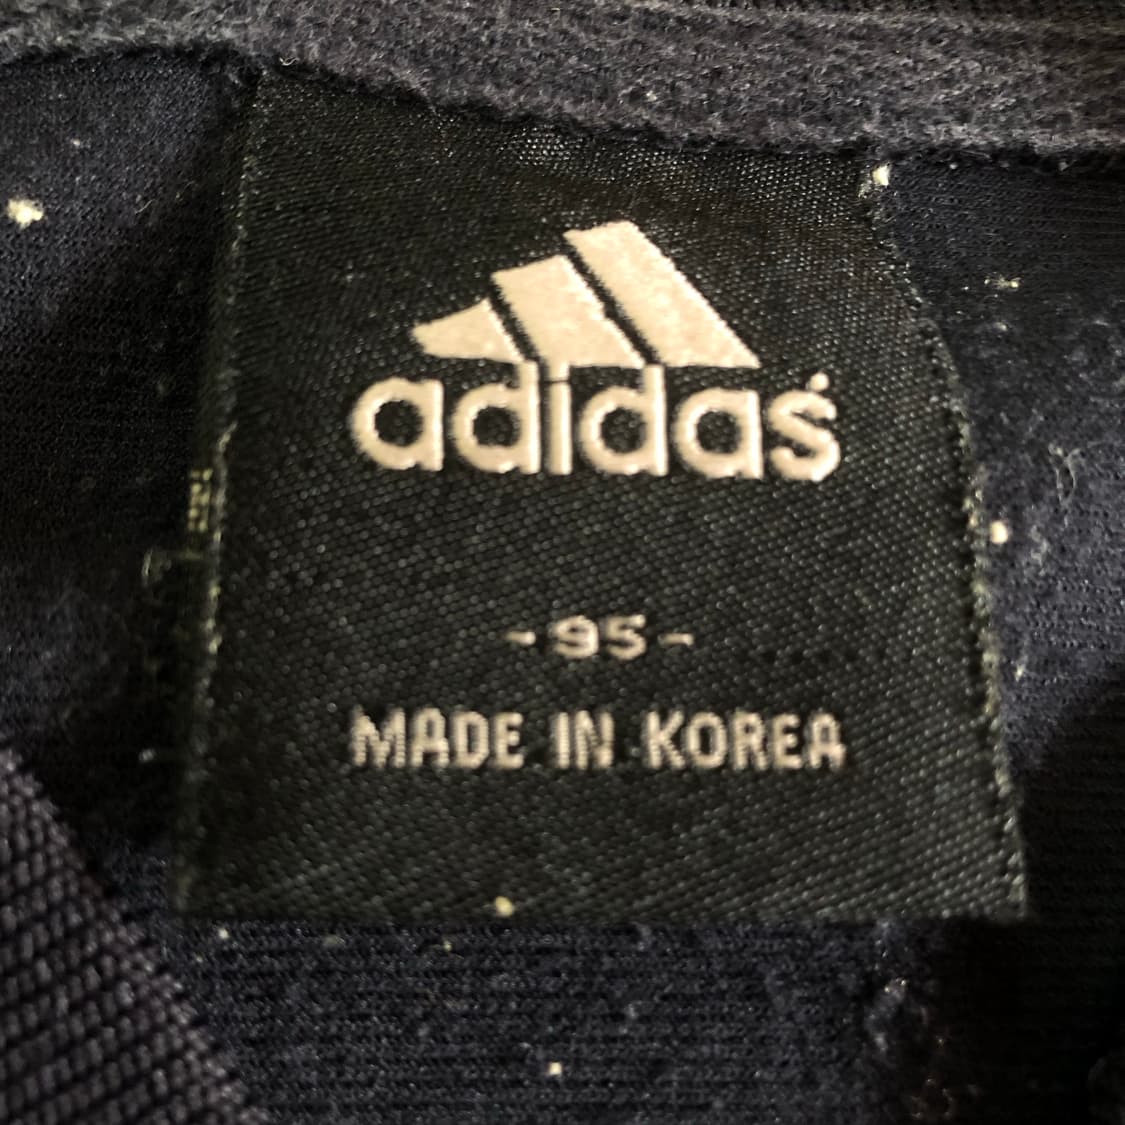 adidas
-95-
MADE IN KOREA